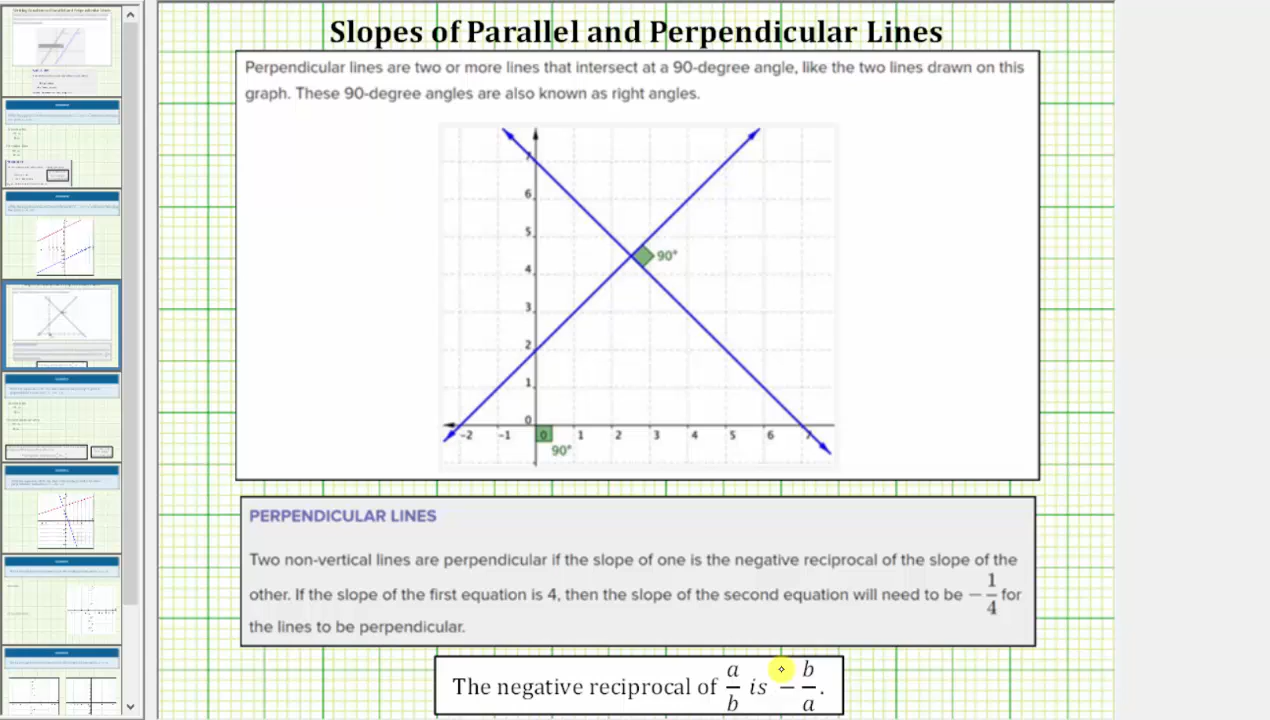 Slopes of Parallel and Perpendicular Lines
Perpendicular lines are two or more lines that intersect at a 90-degree angle, like the two lines drawn on this
graph. These 90-degree angles are also known as right angles.
7
6
5
4
3
2
1
0
90°
-2 -1 0 1 2 3 4 5 6 7
90°
PERPENDICULAR LINES
Two non-vertical lines are perpendicular if the slope of one is the negative reciprocal of the slope of the
other. If the slope of the first equation is 4, then the slope of the second equation will need to be −1/4 for
the lines to be perpendicular.
The negative reciprocal of a/b is −b/a.